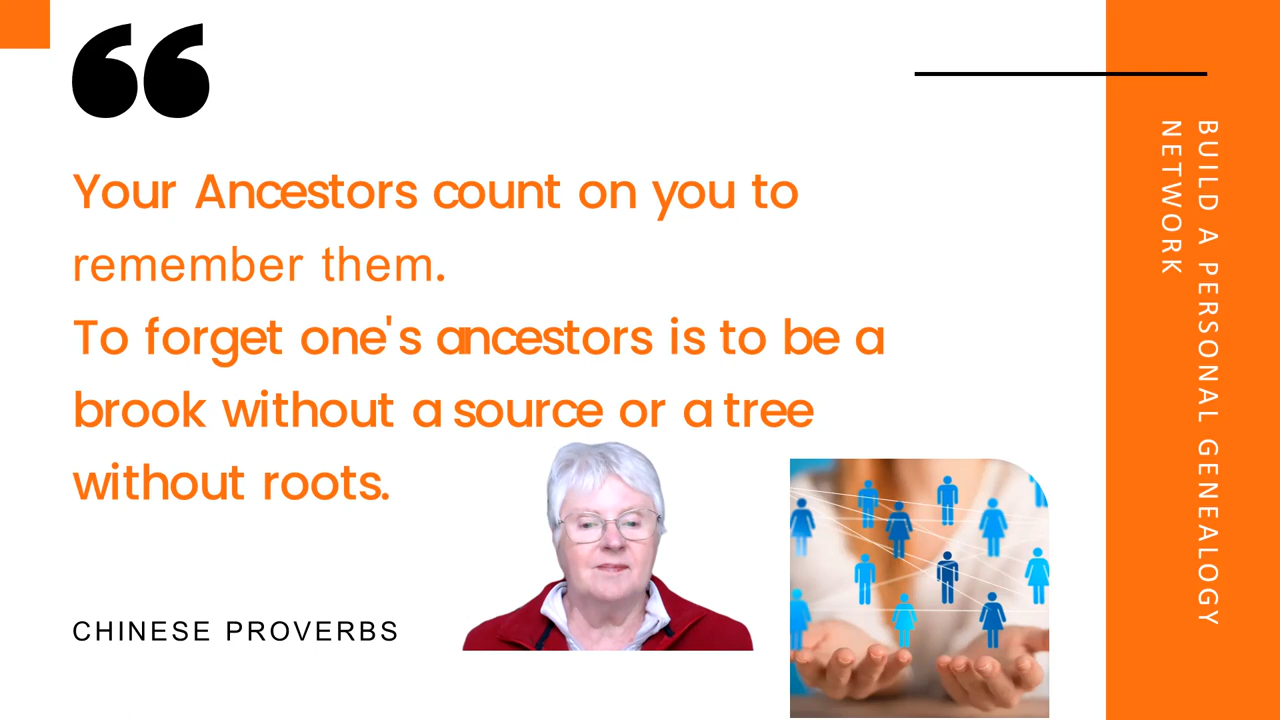 Your Ancestors count on you to
remember them.
To forget one's ancestors is to be a
brook without a source or a tree
without roots.
CHINESE PROVERBS
BUILD A PERSONAL GENEALOGY
NETWORK